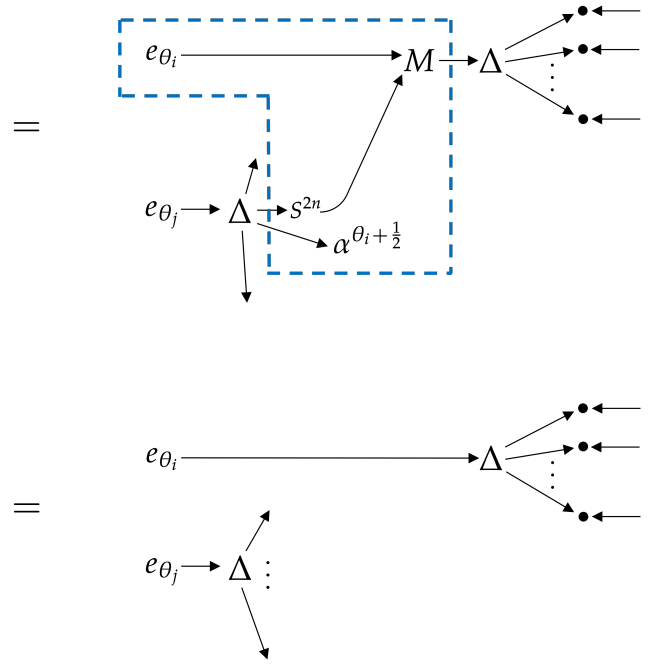 e_{θ_i} M Δ
=
e_{θ_j} Δ S^{2n}
α^{θ_i + 1/2}
e_{θ_i} Δ
=
e_{θ_j} Δ